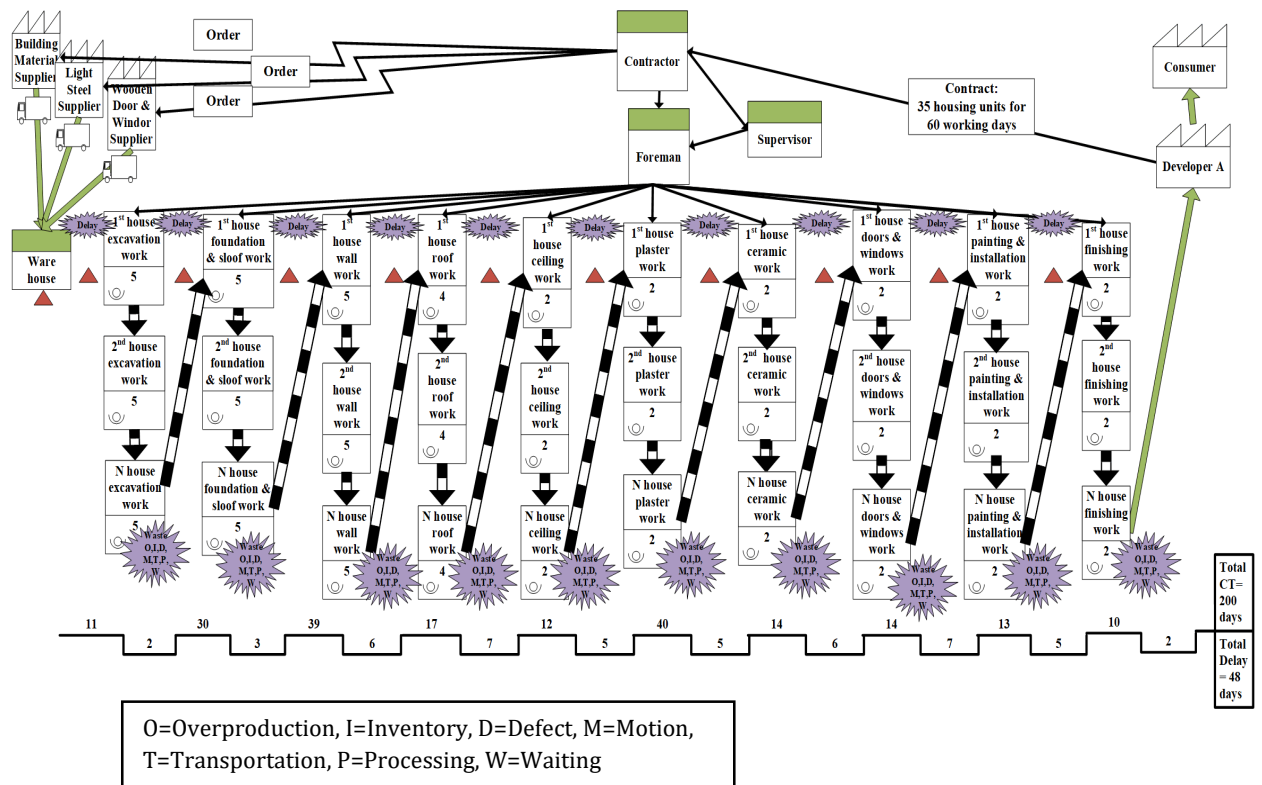 Building
Material
Supplier
Light
Steel
Supplier
Wooden
Door &
Windor
Supplier
Order
Order
Order
Contractor
Foreman
Supervisor
Contract:
35 housing units for
60 working days
Consumer
Developer A
Ware
house
Delay
1st house
excavation
work
5
2nd house
excavation
work
5
N house
excavation
work
5
Waste
O,I,D,
M,T,P,
W
Delay
1st house
foundation
& sloof work
5
2nd house
foundation
& sloof work
5
N house
foundation &
sloof work
5
Waste
O,I,D,
M,T,P,
W
Delay
1st
house
wall
work
5
2nd
house
wall
work
5
N house
wall
work
5
Waste
O,I,D,
M,T,P,
W
Delay
1st
house
roof
work
4
2nd
house
roof
work
4
N house
roof
work
4
Waste
O,I,D,
M,T,P,
W
Delay
1st
house
ceiling
work
2
2nd
house
ceiling
work
2
N house
ceiling
work
2
Waste
O,I,D,
M,T,P,
W
Delay
1st house
plaster
work
2
2nd house
plaster
work
2
N house
plaster
work
2
Waste
O,I,D,
M,T,P,
W
Delay
1st house
ceramic
work
2
2nd house
ceramic
work
2
N house
ceramic
work
2
Waste
O,I,D,
M,T,P,
W
Delay
1st house
doors &
windows
work
2
2nd house
doors &
windows
work
2
N house
doors &
windows
work
2
Waste
O,I,D,
M,T,P,
W
Delay
1st house
painting &
installation
work
2
2nd house
painting &
installation
work
2
N house
painting &
installation
work
2
Waste
O,I,D,
M,T,P,
W
Delay
1st house
finishing
work
2
2nd
house
finishing
work
2
N house
finishing
work
2
Waste
O,I,D,
M,T,P,
W
11 30 39 17 12 40 14 14 13 10
2 3 6 7 5 5 6 7 5 2
Total
CT=
200
days
Total
Delay
= 48
days
O=Overproduction, I=Inventory, D=Defect, M=Motion,
T=Transportation, P=Processing, W=Waiting